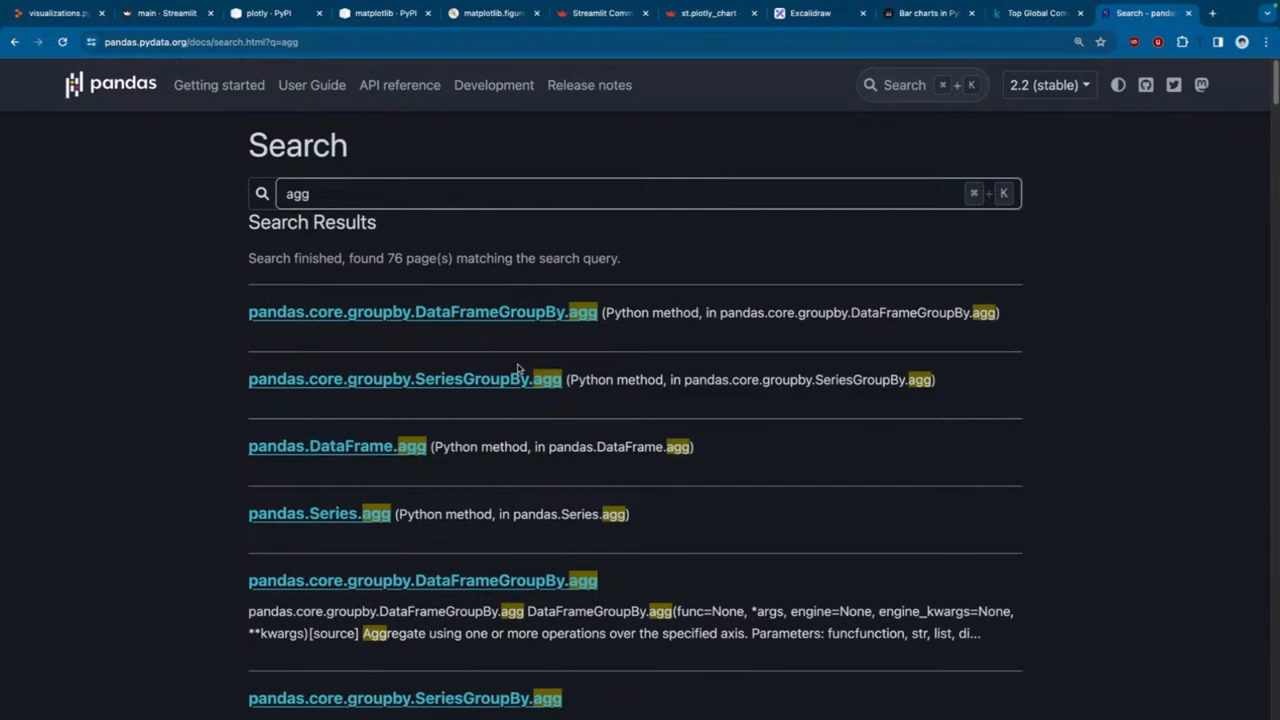 visualizations.p
main · Streamlit
plotly · PyPI
matplotlib · PyPI
matplotlib.figur
Streamlit Comm
st.plotly_chart
Excalidraw
Bar charts in Py
Top Global Com
Search - pandas
pandas.pydata.org/docs/search.html?q=agg
pandas
Getting started
User Guide
API reference
Development
Release notes
Search ⌘ + K
2.2 (stable)
Search
agg
⌘ + K
Search Results
Search finished, found 76 page(s) matching the search query.
pandas.core.groupby.DataFrameGroupBy.agg (Python method, in pandas.core.groupby.DataFrameGroupBy.agg)
pandas.core.groupby.SeriesGroupBy.agg (Python method, in pandas.core.groupby.SeriesGroupBy.agg)
pandas.DataFrame.agg (Python method, in pandas.DataFrame.agg)
pandas.Series.agg (Python method, in pandas.Series.agg)
pandas.core.groupby.DataFrameGroupBy.agg
pandas.core.groupby.DataFrameGroupBy.agg DataFrameGroupBy.agg(func=None, *args, engine=None, engine_kwargs=None,
**kwargs)[source] Aggregate using one or more operations over the specified axis. Parameters: funcfunction, str, list, di...
pandas.core.groupby.SeriesGroupBy.agg